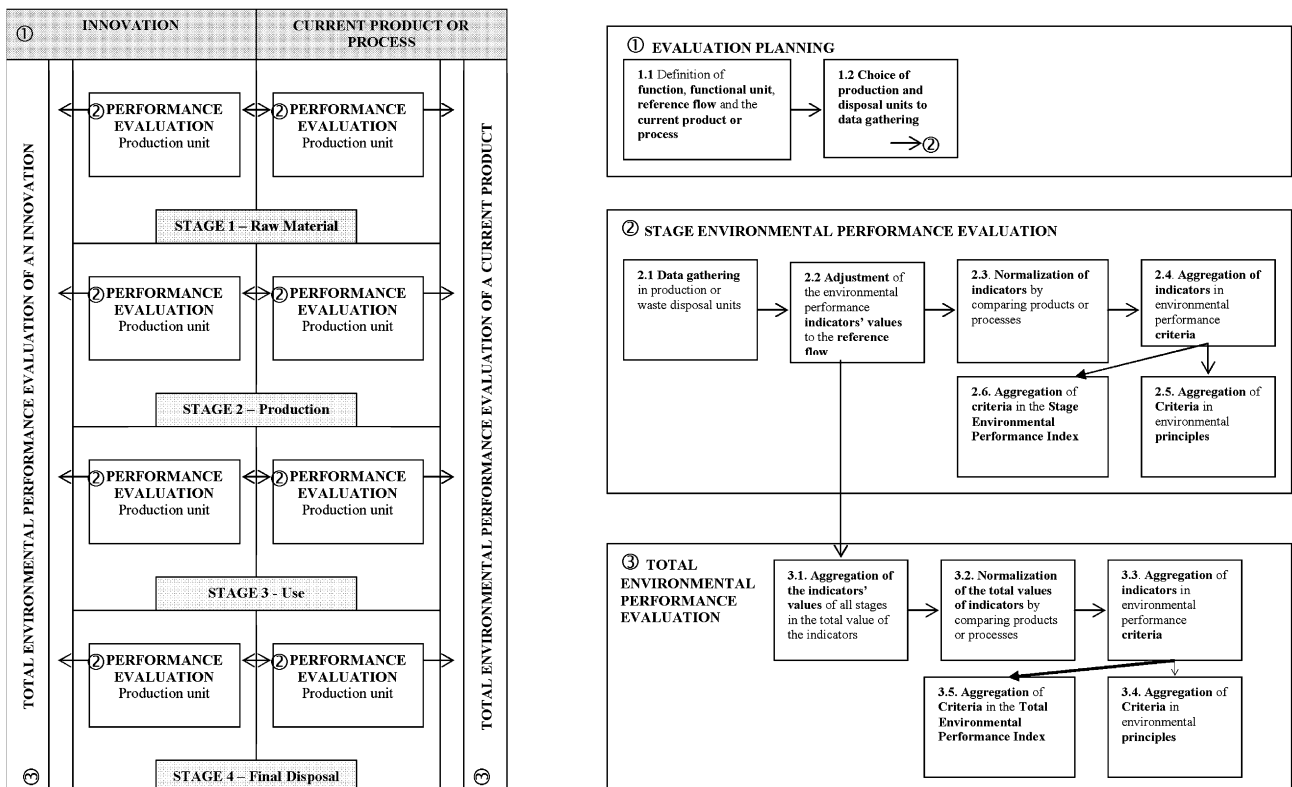 ①
INNOVATION
CURRENT PRODUCT OR
PROCESS
TOTAL ENVIRONMENTAL PERFORMANCE EVALUATION OF AN INNOVATION
③
②PERFORMANCE
EVALUATION
Production unit
②PERFORMANCE
EVALUATION
Production unit
STAGE 1 – Raw Material
②PERFORMANCE
EVALUATION
Production unit
②PERFORMANCE
EVALUATION
Production unit
STAGE 2 – Production
②PERFORMANCE
EVALUATION
Production unit
②PERFORMANCE
EVALUATION
Production unit
STAGE 3 - Use
②PERFORMANCE
EVALUATION
Production unit
②PERFORMANCE
EVALUATION
Production unit
STAGE 4 – Final Disposal
TOTAL ENVIRONMENTAL PERFORMANCE EVALUATION OF A CURRENT PRODUCT
③
① EVALUATION PLANNING
1.1 Definition of
function, functional unit,
reference flow and the
current product or
process
1.2 Choice of
production and
disposal units to
data gathering
②
② STAGE ENVIRONMENTAL PERFORMANCE EVALUATION
2.1 Data gathering
in production or
waste disposal units
2.2 Adjustment of
the environmental
performance
indicators' values
to the reference
flow
2.3. Normalization of
indicators by
comparing products or
processes
2.4. Aggregation of
indicators in
environmental
performance
criteria
2.6. Aggregation of
criteria in the Stage
Environmental
Performance Index
2.5. Aggregation of
Criteria in
environmental
principles
③ TOTAL
ENVIRONMENTAL
PERFORMANCE
EVALUATION
3.1. Aggregation of
the indicators'
values of all stages
in the total value of
the indicators
3.2. Normalization
of the total values
of indicators by
comparing products
or processes
3.3. Aggregation of
indicators in
environmental
performance
criteria
3.5. Aggregation of
Criteria in the Total
Environmental
Performance Index
3.4. Aggregation of
Criteria in
environmental
principles